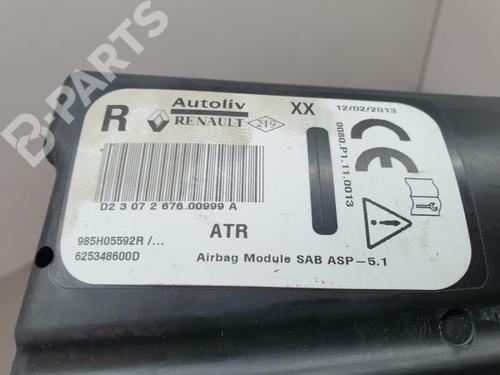 B-PARTS
Autoliv
R RENAULT 219
XX
12/02/2013
0080.P1.11.0013
CE
D2 3 07 2 676 00999 A
985H05592R /...
625348600D
ATR
Airbag Module SAB ASP-5.1